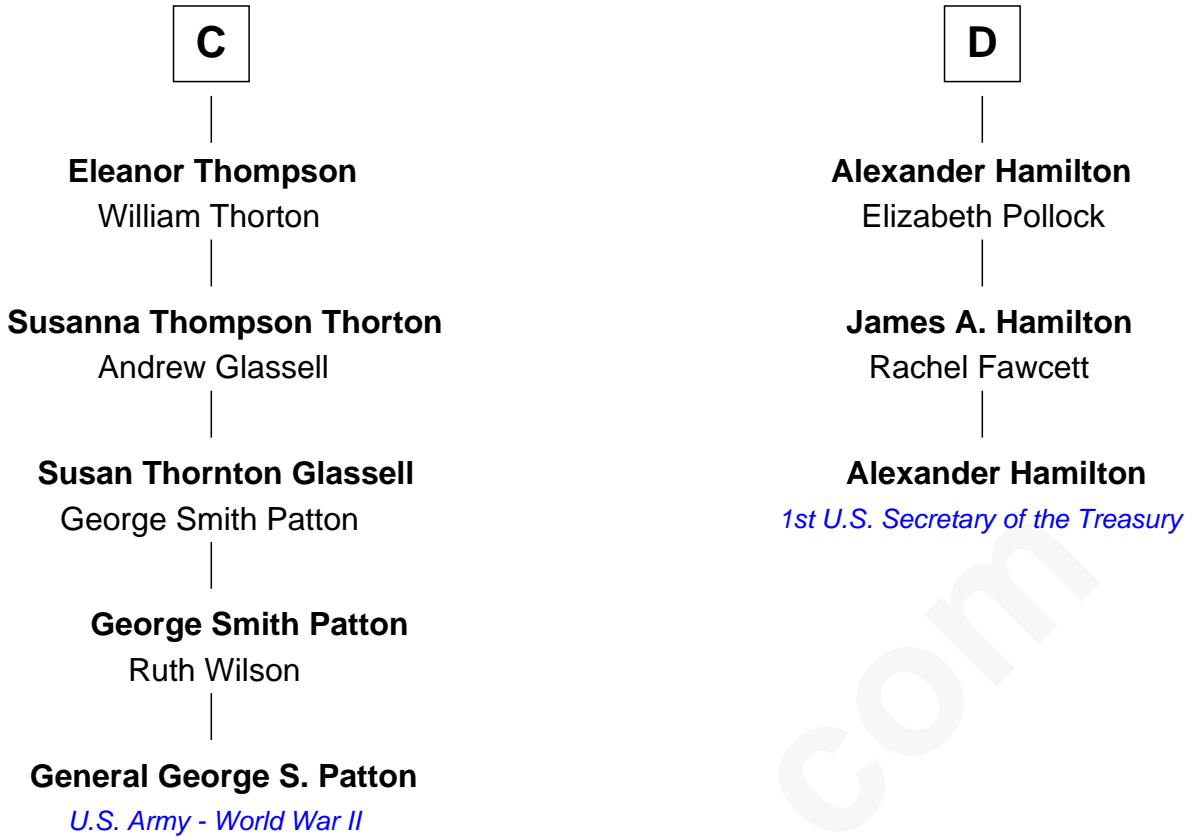 C
Eleanor Thompson
William Thorton
Susanna Thompson Thorton
Andrew Glassell
Susan Thornton Glassell
George Smith Patton
George Smith Patton
Ruth Wilson
General George S. Patton
U.S. Army - World War II
D
Alexander Hamilton
Elizabeth Pollock
James A. Hamilton
Rachel Fawcett
Alexander Hamilton
1st U.S. Secretary of the Treasury
com